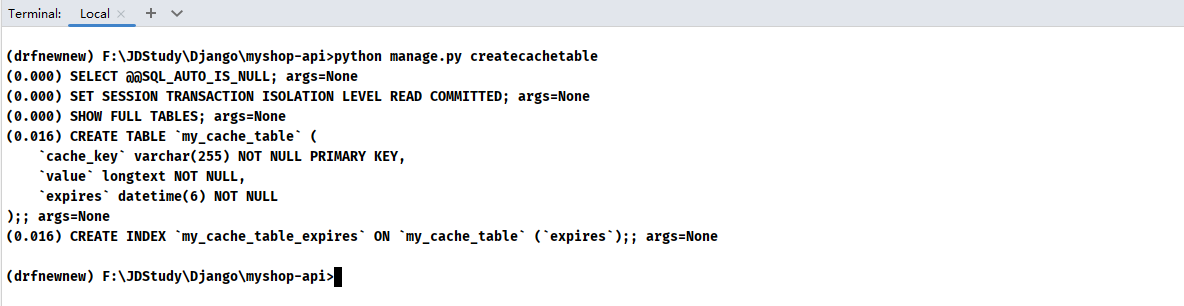 Terminal: Local × + ∨
(drfnewnew) F:\JDStudy\Django\myshop-api>python manage.py createcachetable
(0.000) SELECT @@SQL_AUTO_IS_NULL; args=None
(0.000) SET SESSION TRANSACTION ISOLATION LEVEL READ COMMITTED; args=None
(0.000) SHOW FULL TABLES; args=None
(0.016) CREATE TABLE `my_cache_table` (
    `cache_key` varchar(255) NOT NULL PRIMARY KEY,
    `value` longtext NOT NULL,
    `expires` datetime(6) NOT NULL
);; args=None
(0.016) CREATE INDEX `my_cache_table_expires` ON `my_cache_table` (`expires`);; args=None
(drfnewnew) F:\JDStudy\Django\myshop-api>